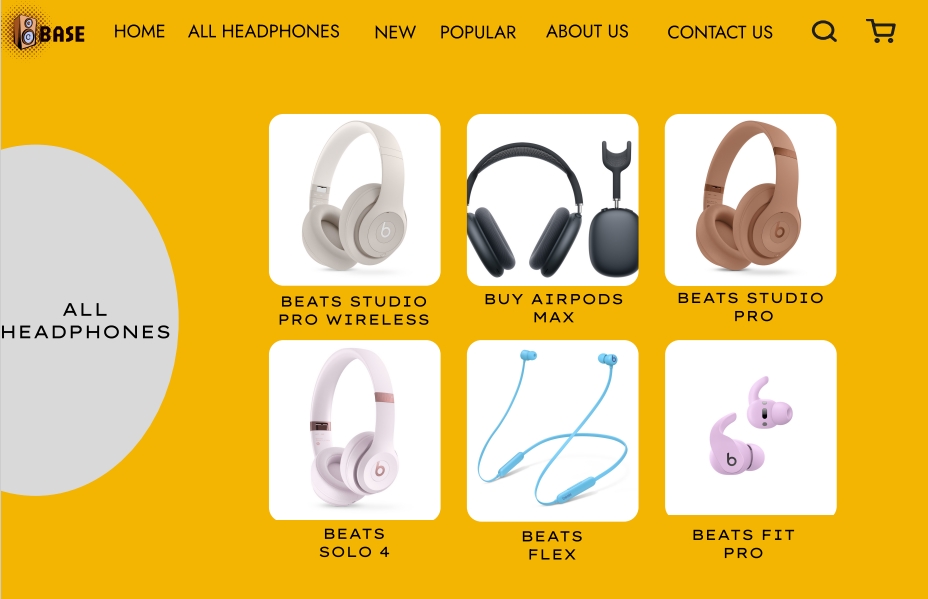 BASE
HOME
ALL HEADPHONES
NEW
POPULAR
ABOUT US
CONTACT US
ALL
HEADPHONES
BEATS STUDIO
PRO WIRELESS
BUY AIRPODS
MAX
BEATS STUDIO
PRO
BEATS
SOLO 4
BEATS
FLEX
BEATS FIT
PRO